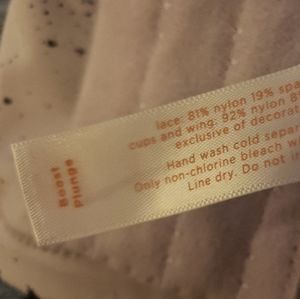 lace: 81% nylon 19% spa
cups and wing: 92% nylon 8%
exclusive of decorat
Hand wash cold separ
Only non-chlorine bleach w
Line dry. Do not i
Boost
Plunge